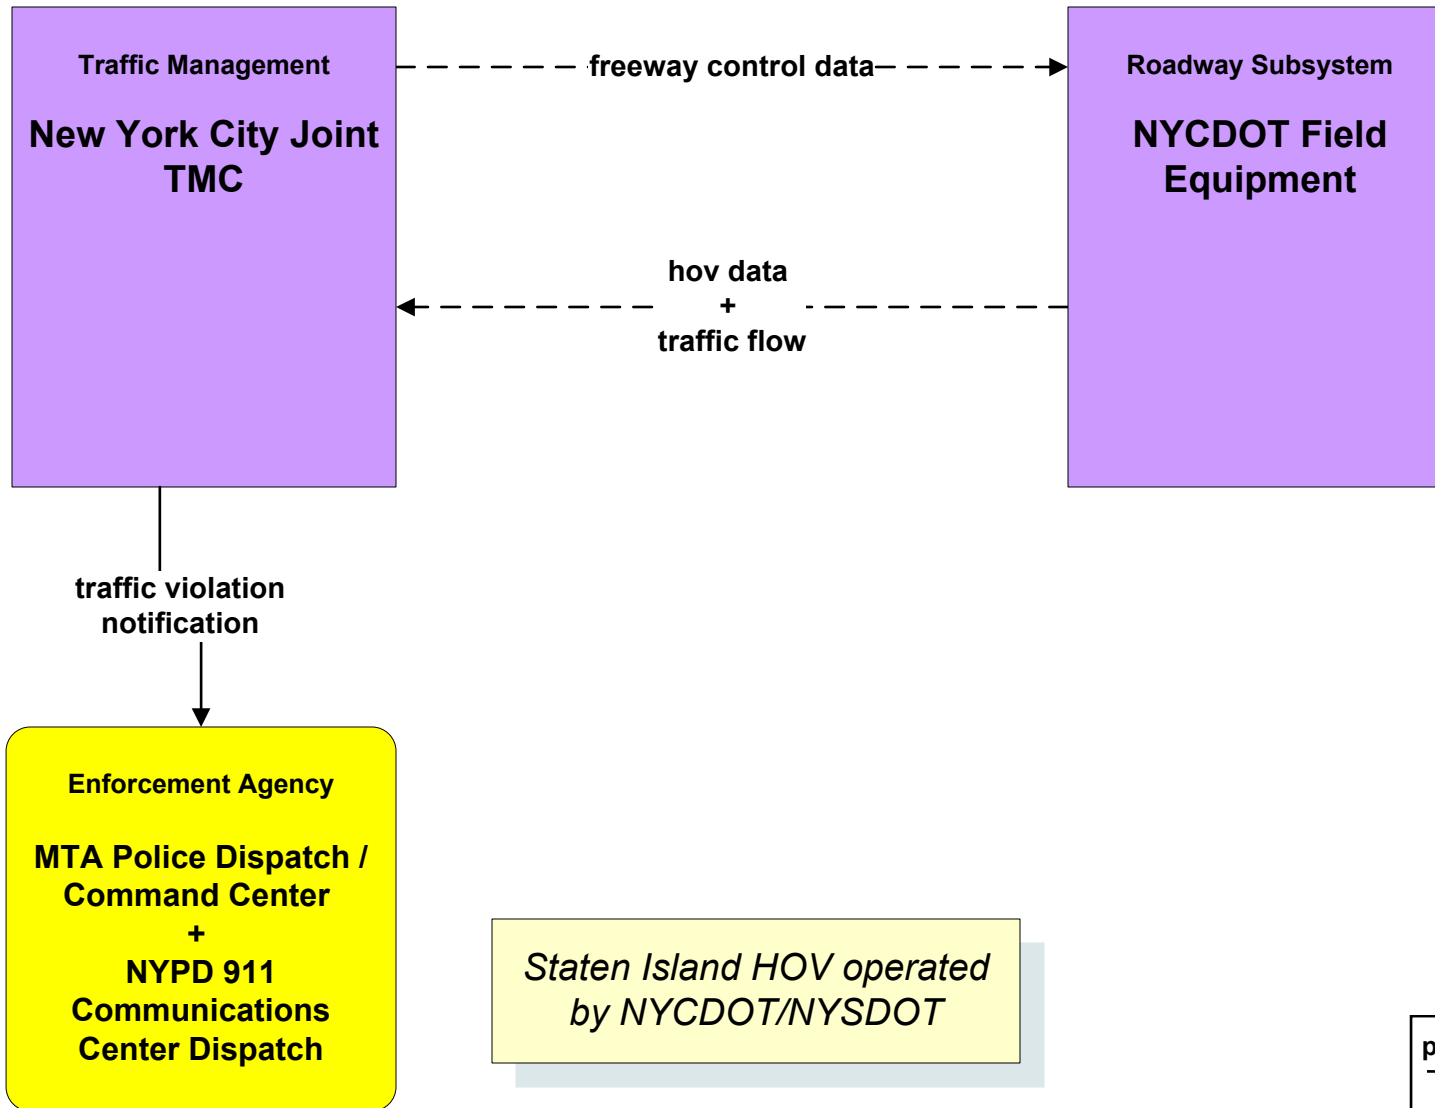 Traffic Management
New York City Joint
TMC
freeway control data
Roadway Subsystem
NYCDOT Field
Equipment
hov data
+
traffic flow
traffic violation
notification
Enforcement Agency
MTA Police Dispatch /
Command Center
+
NYPD 911
Communications
Center Dispatch
Staten Island HOV operated
by NYCDOT/NYSDOT